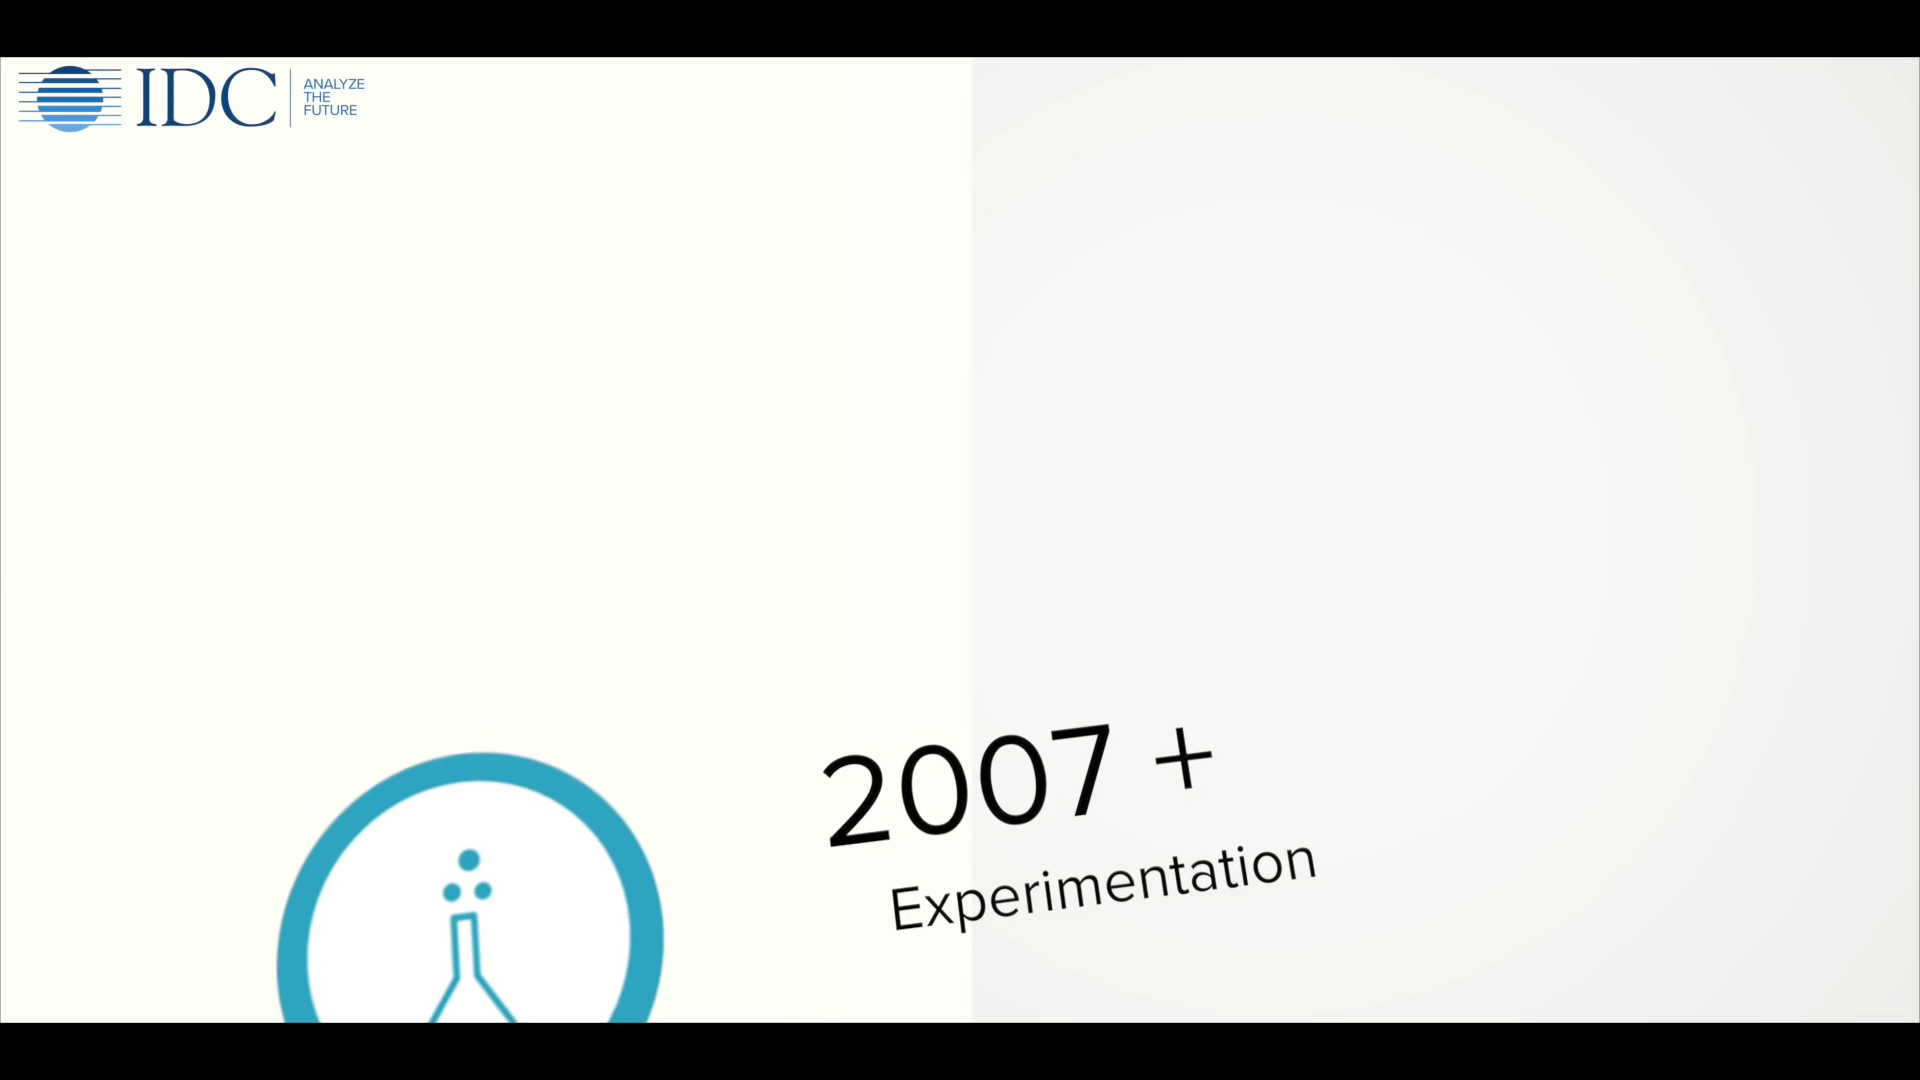 IDC
ANALYZE
THE
FUTURE
2007 +
Experimentation